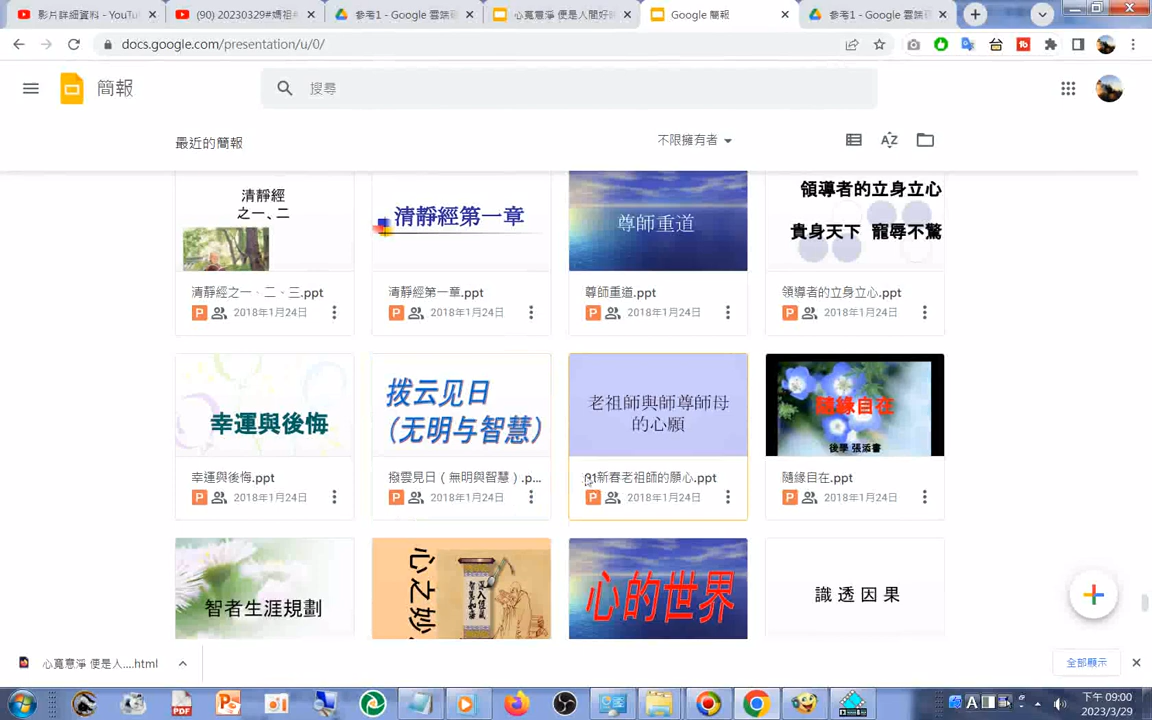 影片詳細資料 - YouTu
(90) 20230329#媽祖
參考1 - Google 雲端硬
心寬意淨 便是人間好時
Google 簡報
參考1 - Google 雲端硬
docs.google.com/presentation/u/0/
簡報
搜尋
最近的簡報
不限擁有者
清靜經
之一、二
清靜經第一章
尊師重道
領導者的立身立心
貴身天下 寵辱不驚
清靜經之一、二、三.ppt
清靜經第一章.ppt
尊師重道.ppt
領導者的立身立心.ppt
2018年1月24日
2018年1月24日
2018年1月24日
2018年1月24日
幸運與後悔
拨云见日
(无明与智慧)
老祖師與師尊師母
的心願
隨緣自在
後學 張添書
幸運與後悔.ppt
撥雲見日（無明與智慧）.p...
01新春老祖師的願心.ppt
隨緣自在.ppt
2018年1月24日
2018年1月24日
2018年1月24日
2018年1月24日
智者生涯規劃
心之妙
心的世界
識透因果
心寬意淨 便是人....html
全部顯示
下午 09:00
2023/3/29